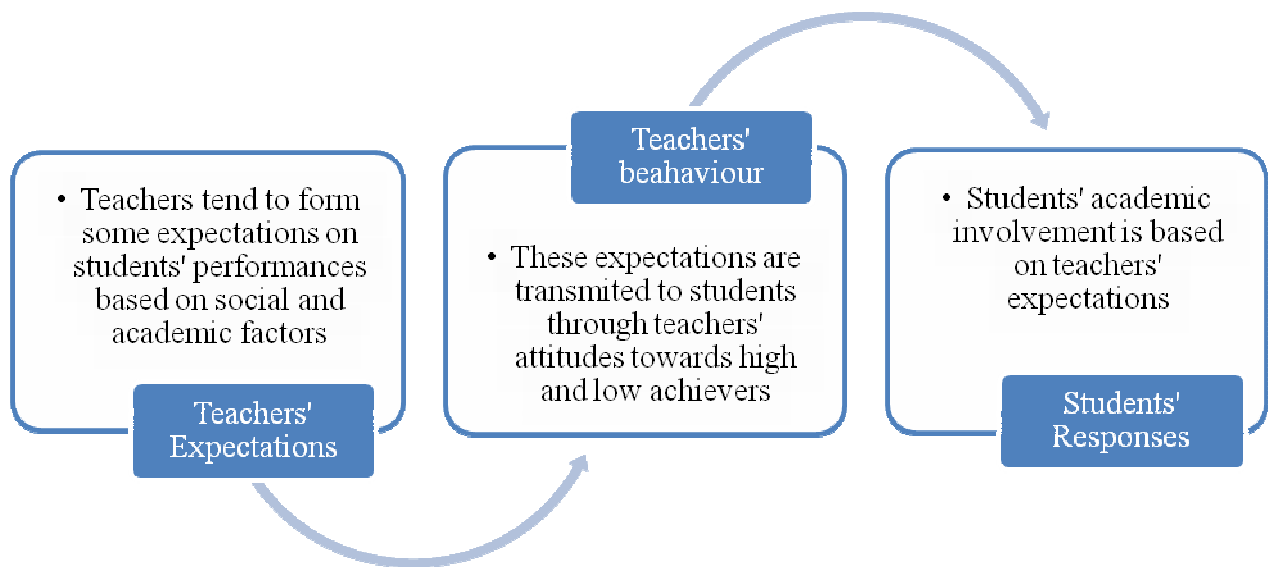 • Teachers tend to form
some expectations on
students' performances
based on social and
academic factors
Teachers'
Expectations
Teachers'
beahaviour
• These expectations are
transmited to students
through teachers'
attitudes towards high
and low achievers
• Students' academic
involvement is based
on teachers'
expectations
Students'
Responses